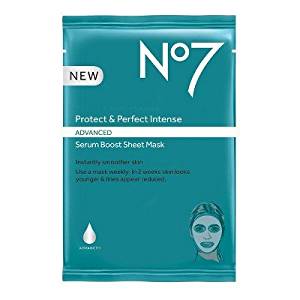 NEW
No7
Protect & Perfect Intense
ADVANCED
Serum Boost Sheet Mask
Instantly smoother skin
Use a mask weekly. In 2 weeks skin looks
younger & lines appear reduced.
ADVANCED